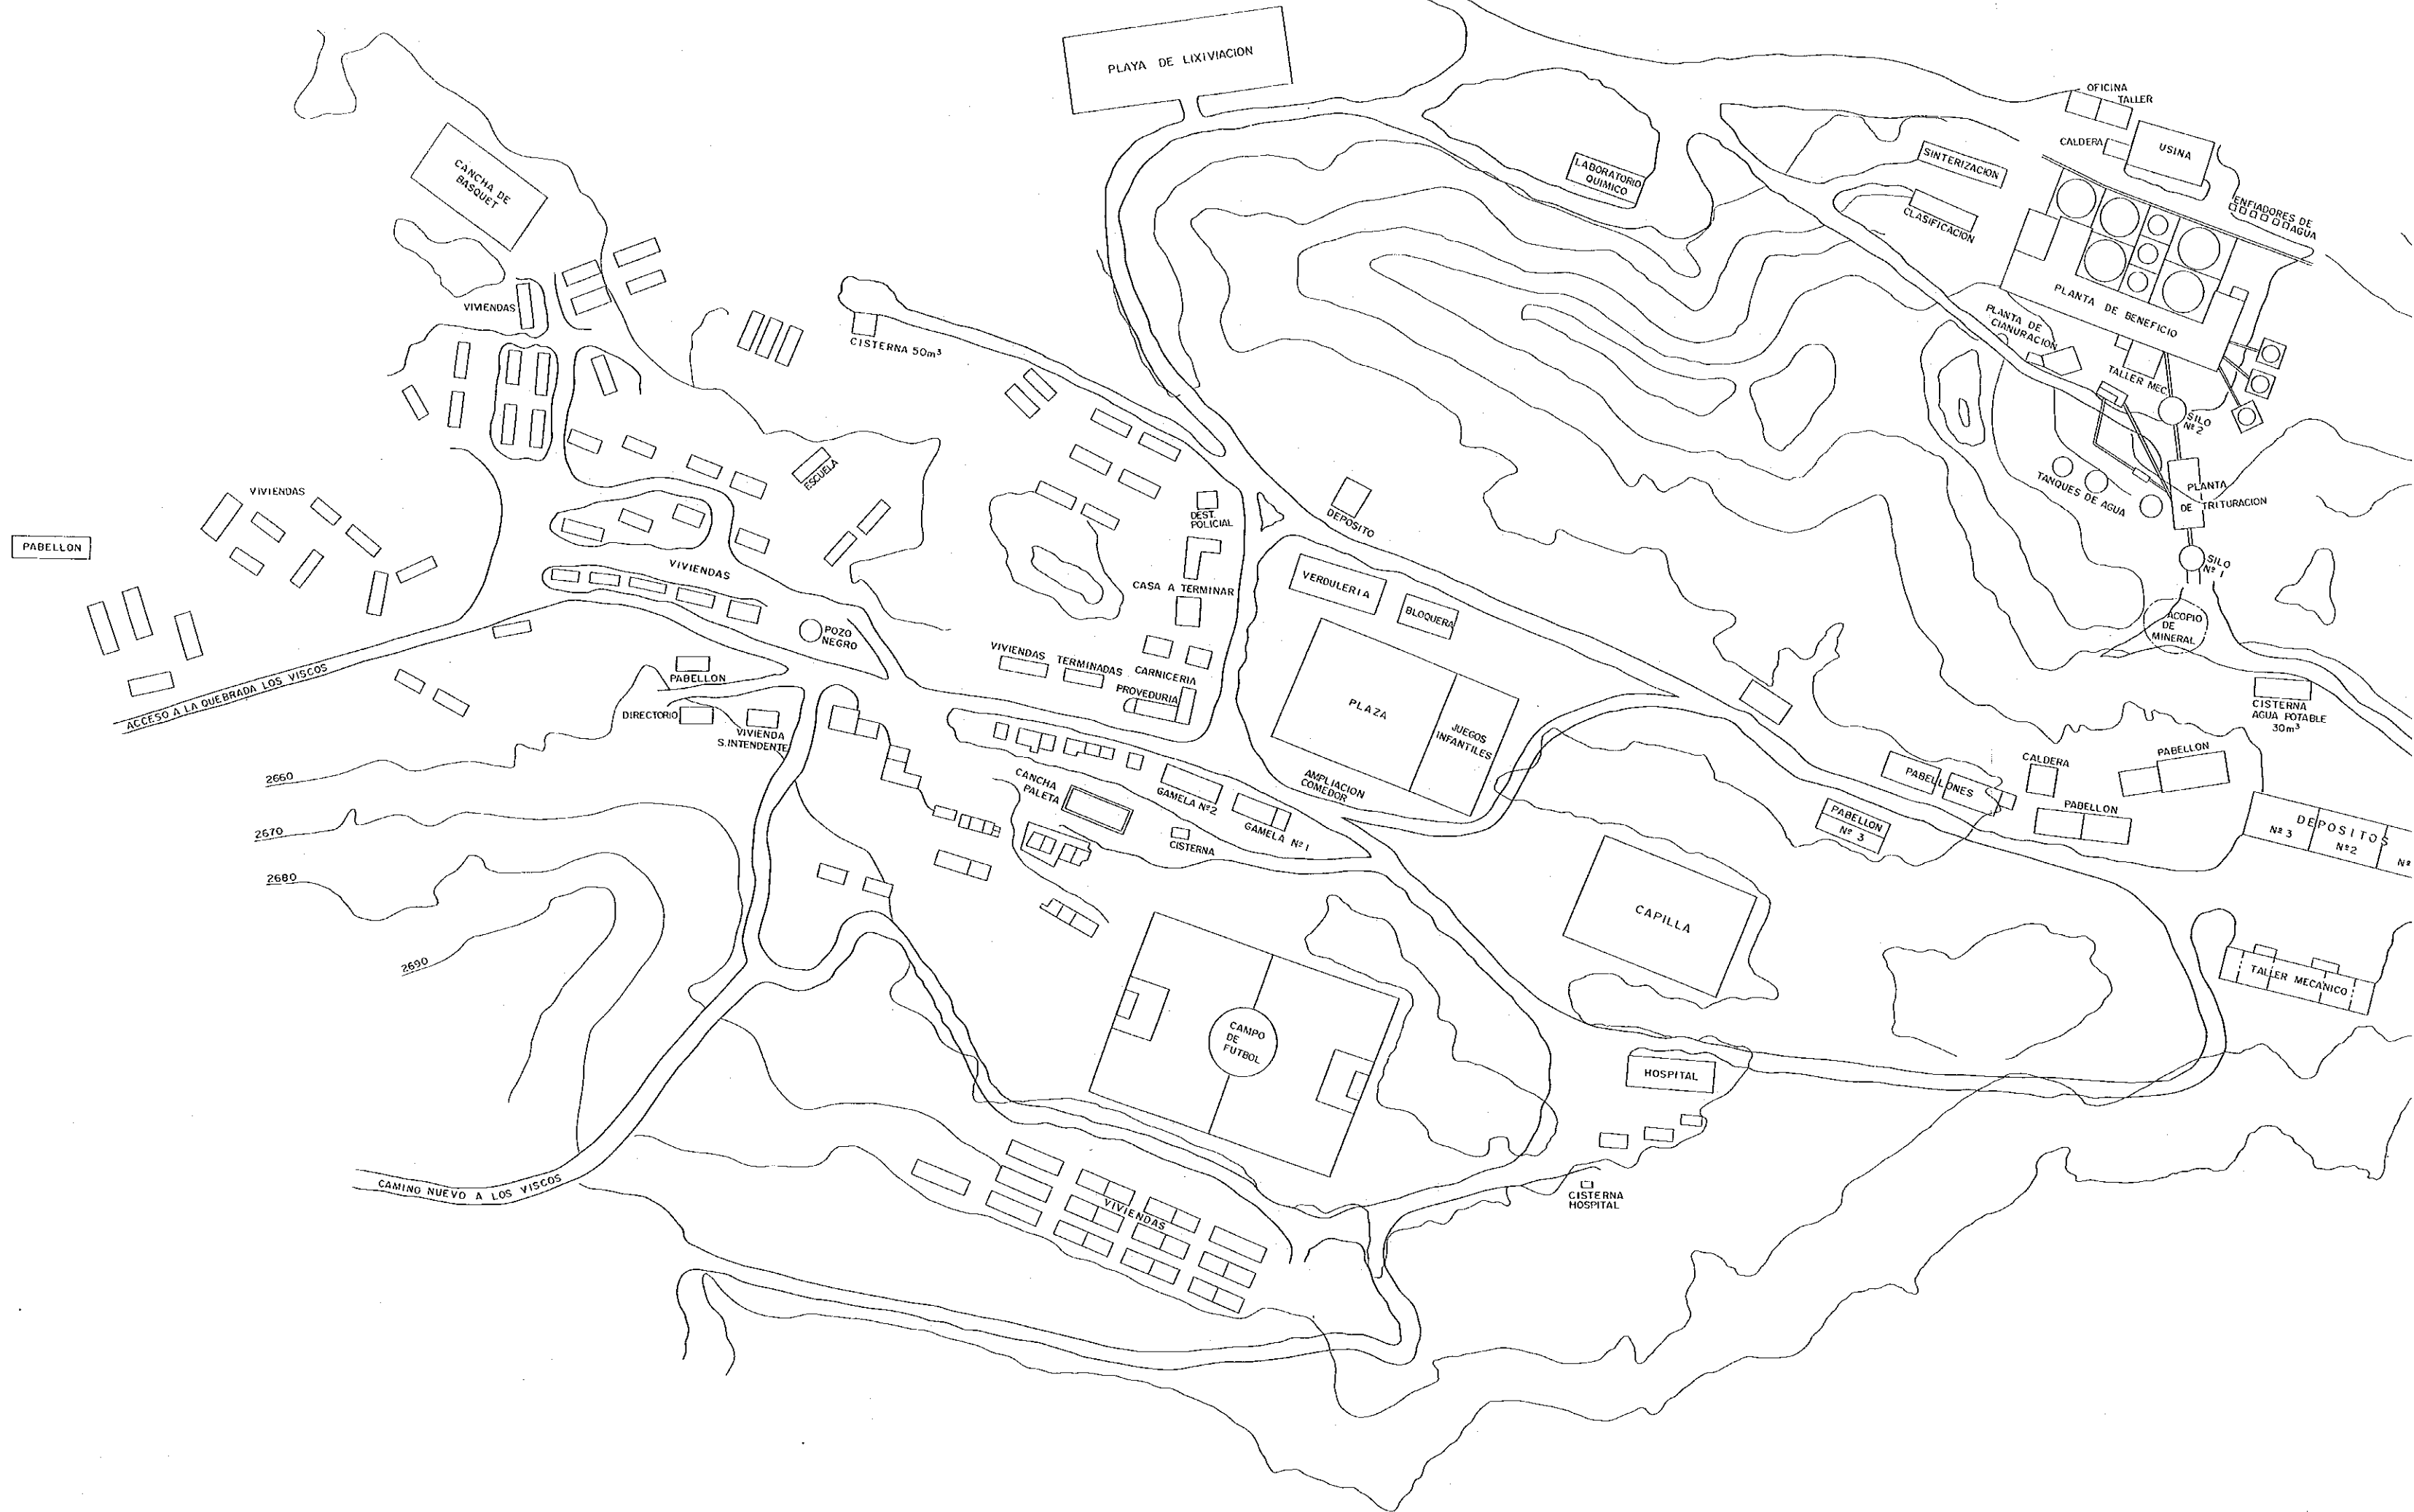 PLAYA DE LIXIVIACION
OFICINA
TALLER
CALDERA
USINA
SINTERIZACION
LABORATORIO
QUIMICO
CLASIFICACION
ENFIADORES DE
AGUA
CANCHA DE
BASQUET
VIVIENDAS
CISTERNA 50m³
PLANTA DE BENEFICIO
PLANTA DE
CIANURACION
TALLER MEC.
SILO
Nº 2
TANQUES DE AGUA
PLANTA
DE TRITURACION
SILO
Nº 1
ACOPIO
DE
MINERAL
ESCUELA
VIVIENDAS
PABELLON
DEST.
POLICIAL
DEPOSITO
VERDULERIA
BLOQUERA
CASA A TERMINAR
VIVIENDAS
POZO
NEGRO
VIVIENDAS TERMINADAS
CARNICERIA
PROVEDURIA
PABELLON
ACCESO A LA QUEBRADA LOS VISCOS
DIRECTORIO
VIVIENDA
S.INTENDENTE
PLAZA
JUEGOS
INFANTILES
CISTERNA
AGUA POTABLE
30m³
2660
CANCHA
PALETA
GAMELA Nº2
GAMELA Nº1
AMPLIACION
COMEDOR
CISTERNA
PABELLONES
CALDERA
PABELLON
PABELLON
PABELLON
Nº 3
DEPOSITOS
Nº 3
Nº 2
Nº
2670
2680
2690
CAPILLA
TALLER MECANICO
CAMPO
DE
FUTBOL
HOSPITAL
CISTERNA
HOSPITAL
CAMINO NUEVO A LOS VISCOS
VIVIENDAS